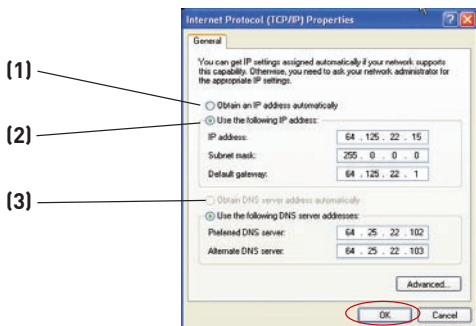 Internet Protocol (TCP/IP) Properties
General
You can get IP settings assigned automatically if your network supports
this capability. Otherwise, you need to ask your network administrator for
the appropriate IP settings.
(1)
Obtain an IP address automatically
(2)
Use the following IP address:
IP address: 64 . 125 . 22 . 15
Subnet mask: 255 . 0 . 0 . 0
Default gateway: 64 . 125 . 22 . 1
(3)
Obtain DNS server address automatically
Use the following DNS server addresses:
Preferred DNS server: 64 . 25 . 22 . 102
Alternate DNS server: 64 . 25 . 22 . 103
Advanced...
OK Cancel